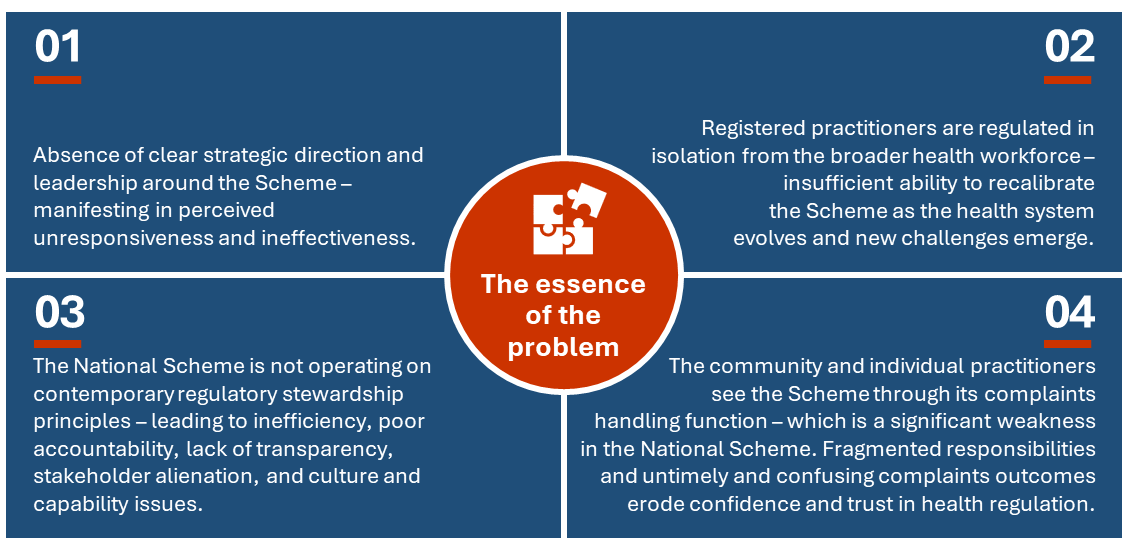 01
Absence of clear strategic direction and
leadership around the Scheme –
manifesting in perceived
unresponsiveness and ineffectiveness.
02
Registered practitioners are regulated in
isolation from the broader health workforce –
insufficient ability to recalibrate
the Scheme as the health system
evolves and new challenges emerge.
The essence
of the
problem
03
The National Scheme is not operating on
contemporary regulatory stewardship
principles – leading to inefficiency, poor
accountability, lack of transparency,
stakeholder alienation, and culture and
capability issues.
04
The community and individual practitioners
see the Scheme through its complaints
handling function – which is a significant weakness
in the National Scheme. Fragmented responsibilities
and untimely and confusing complaints outcomes
erode confidence and trust in health regulation.